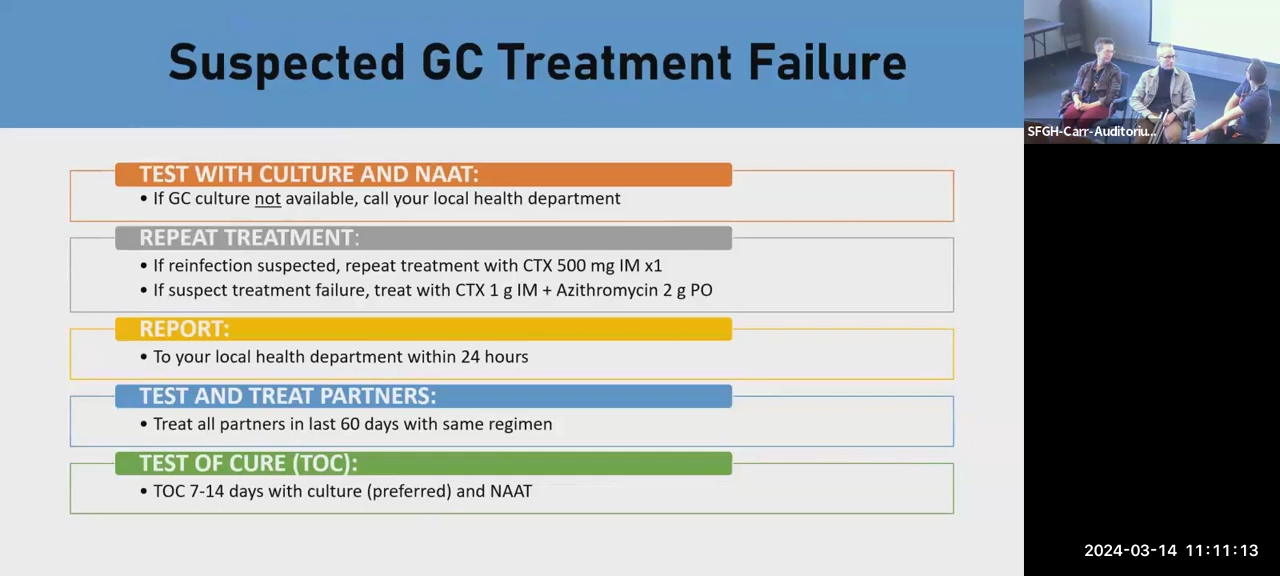 Suspected GC Treatment Failure
SFGH-Carr-Auditoriu...
TEST WITH CULTURE AND NAAT:
• If GC culture not available, call your local health department
REPEAT TREATMENT:
• If reinfection suspected, repeat treatment with CTX 500 mg IM x1
• If suspect treatment failure, treat with CTX 1 g IM + Azithromycin 2 g PO
REPORT:
• To your local health department within 24 hours
TEST AND TREAT PARTNERS:
• Treat all partners in last 60 days with same regimen
TEST OF CURE (TOC):
• TOC 7-14 days with culture (preferred) and NAAT
2024-03-14 11:11:13